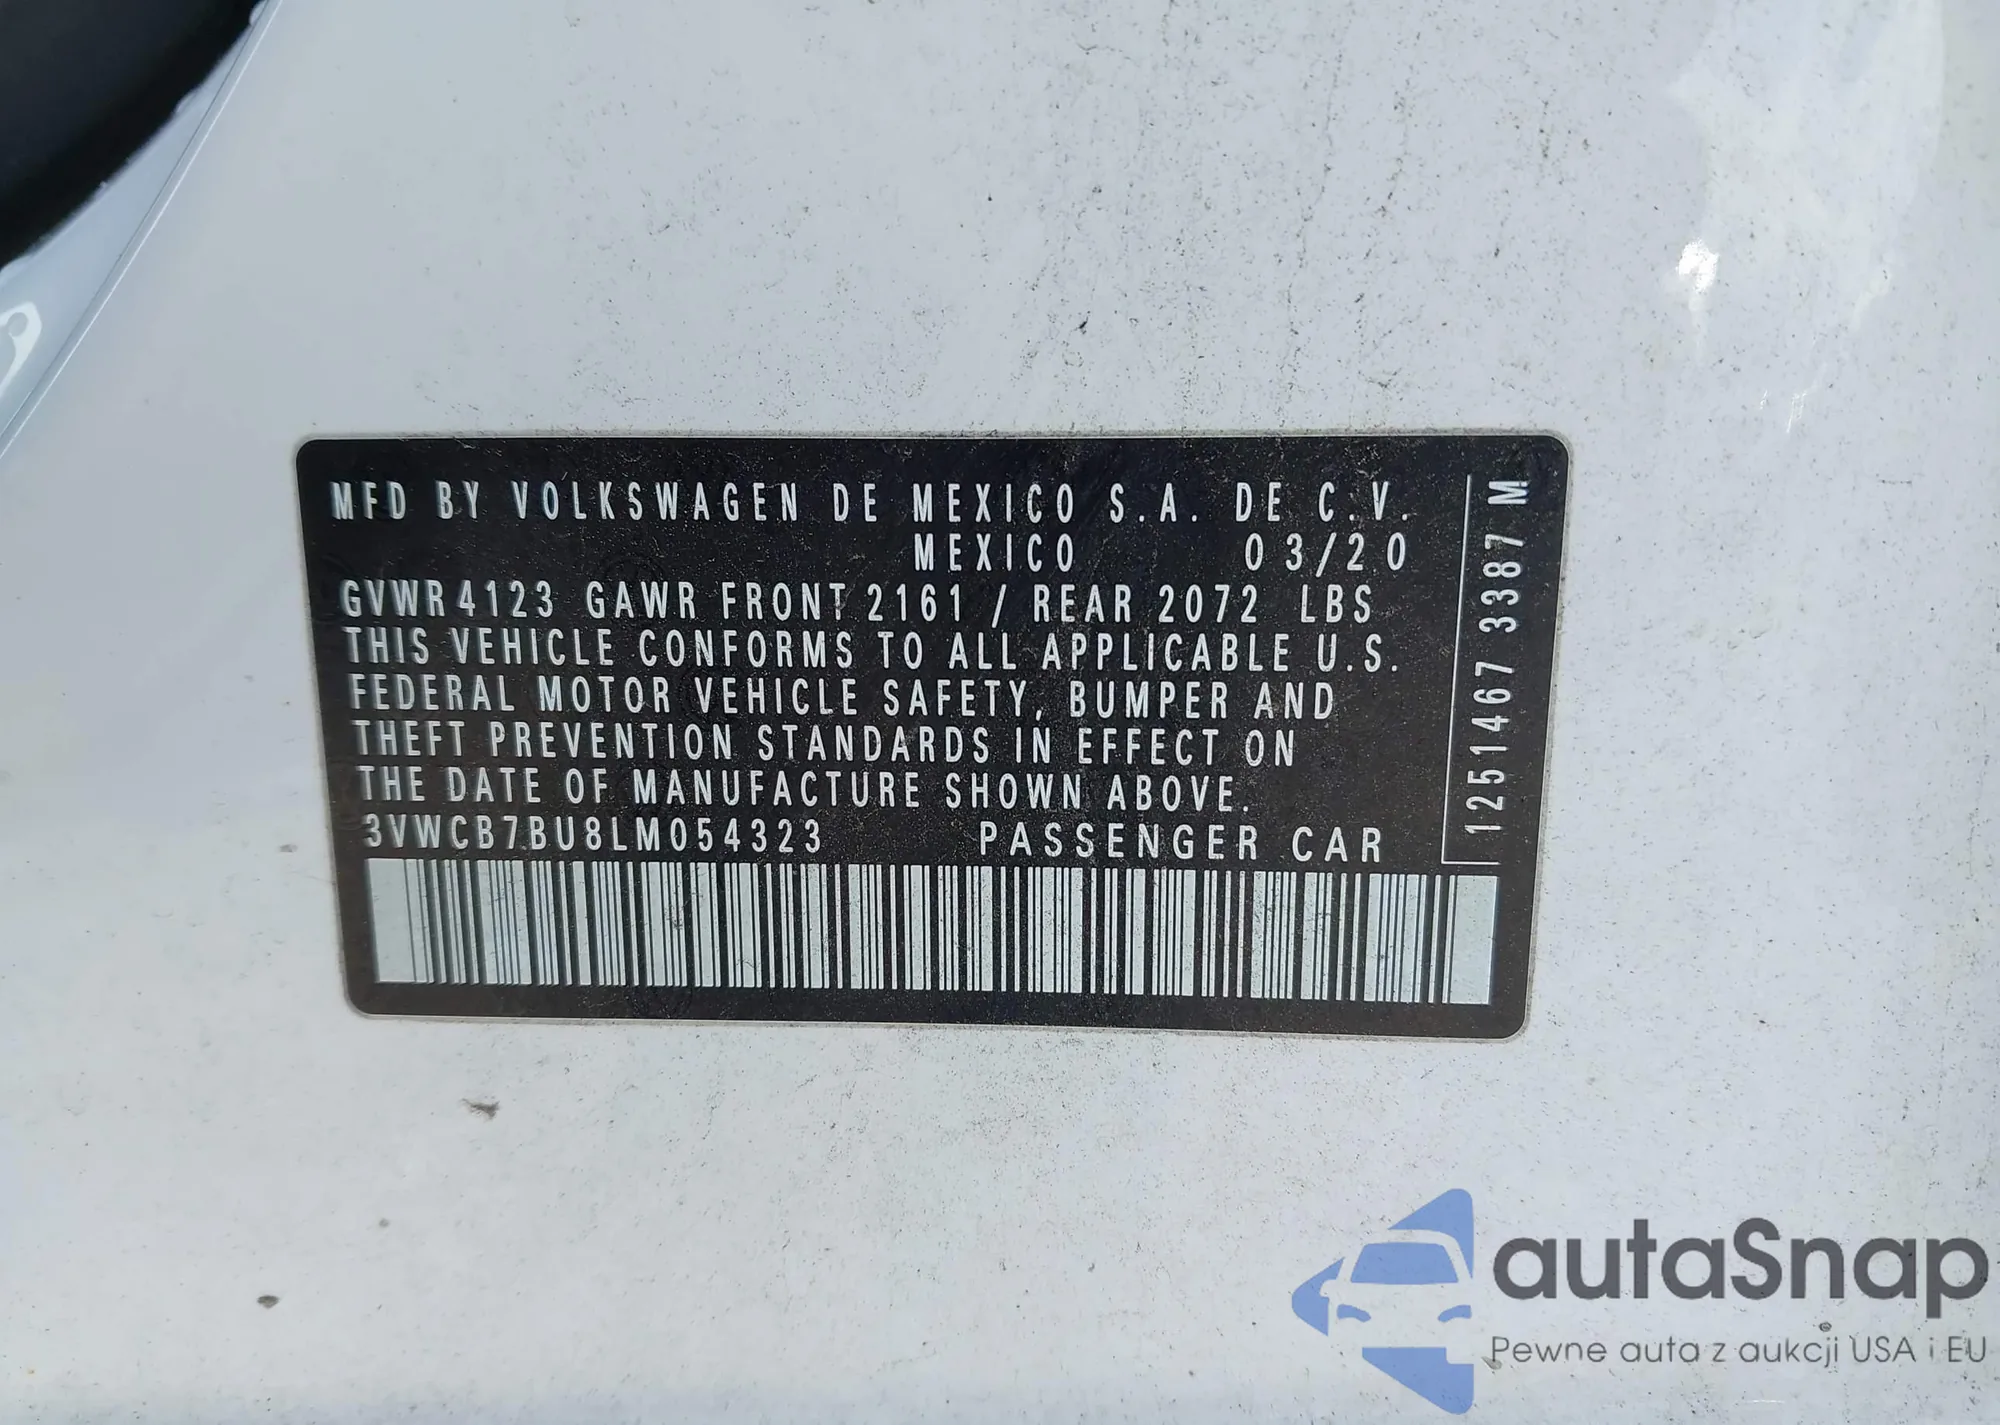 MFD BY VOLKSWAGEN DE MEXICO S.A. DE C.V.
MEXICO 03/20
GVWR 4123 GAWR FRONT 2161 / REAR 2072 LBS
THIS VEHICLE CONFORMS TO ALL APPLICABLE U.S.
FEDERAL MOTOR VEHICLE SAFETY, BUMPER AND
THEFT PREVENTION STANDARDS IN EFFECT ON
THE DATE OF MANUFACTURE SHOWN ABOVE.
3VWCB7BU8LM054323 PASSENGER CAR
1251467 3387 M
autaSnap
Pewne auta z aukcji USA i EU